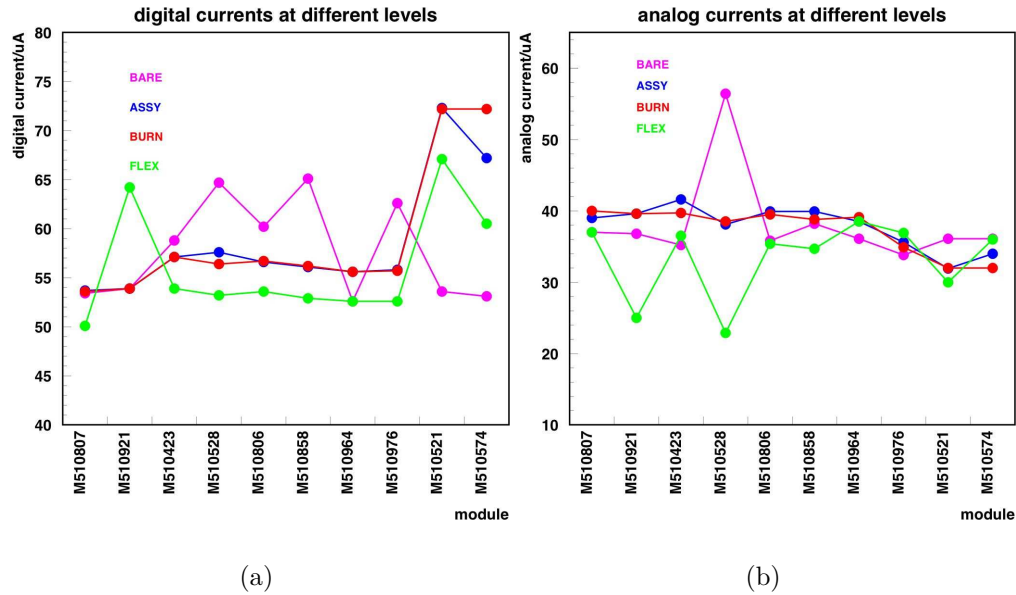 digital currents at different levels
digital current/uA
80
75
70
65
60
55
50
45
40
BARE
ASSY
BURN
FLEX
M510807
M510921
M510423
M510528
M510806
M510858
M510964
M510976
M510521
M510574
module
(a)
analog currents at different levels
analog current/uA
60
50
40
30
20
10
BARE
ASSY
BURN
FLEX
M510807
M510921
M510423
M510528
M510806
M510858
M510964
M510976
M510521
M510574
module
(b)